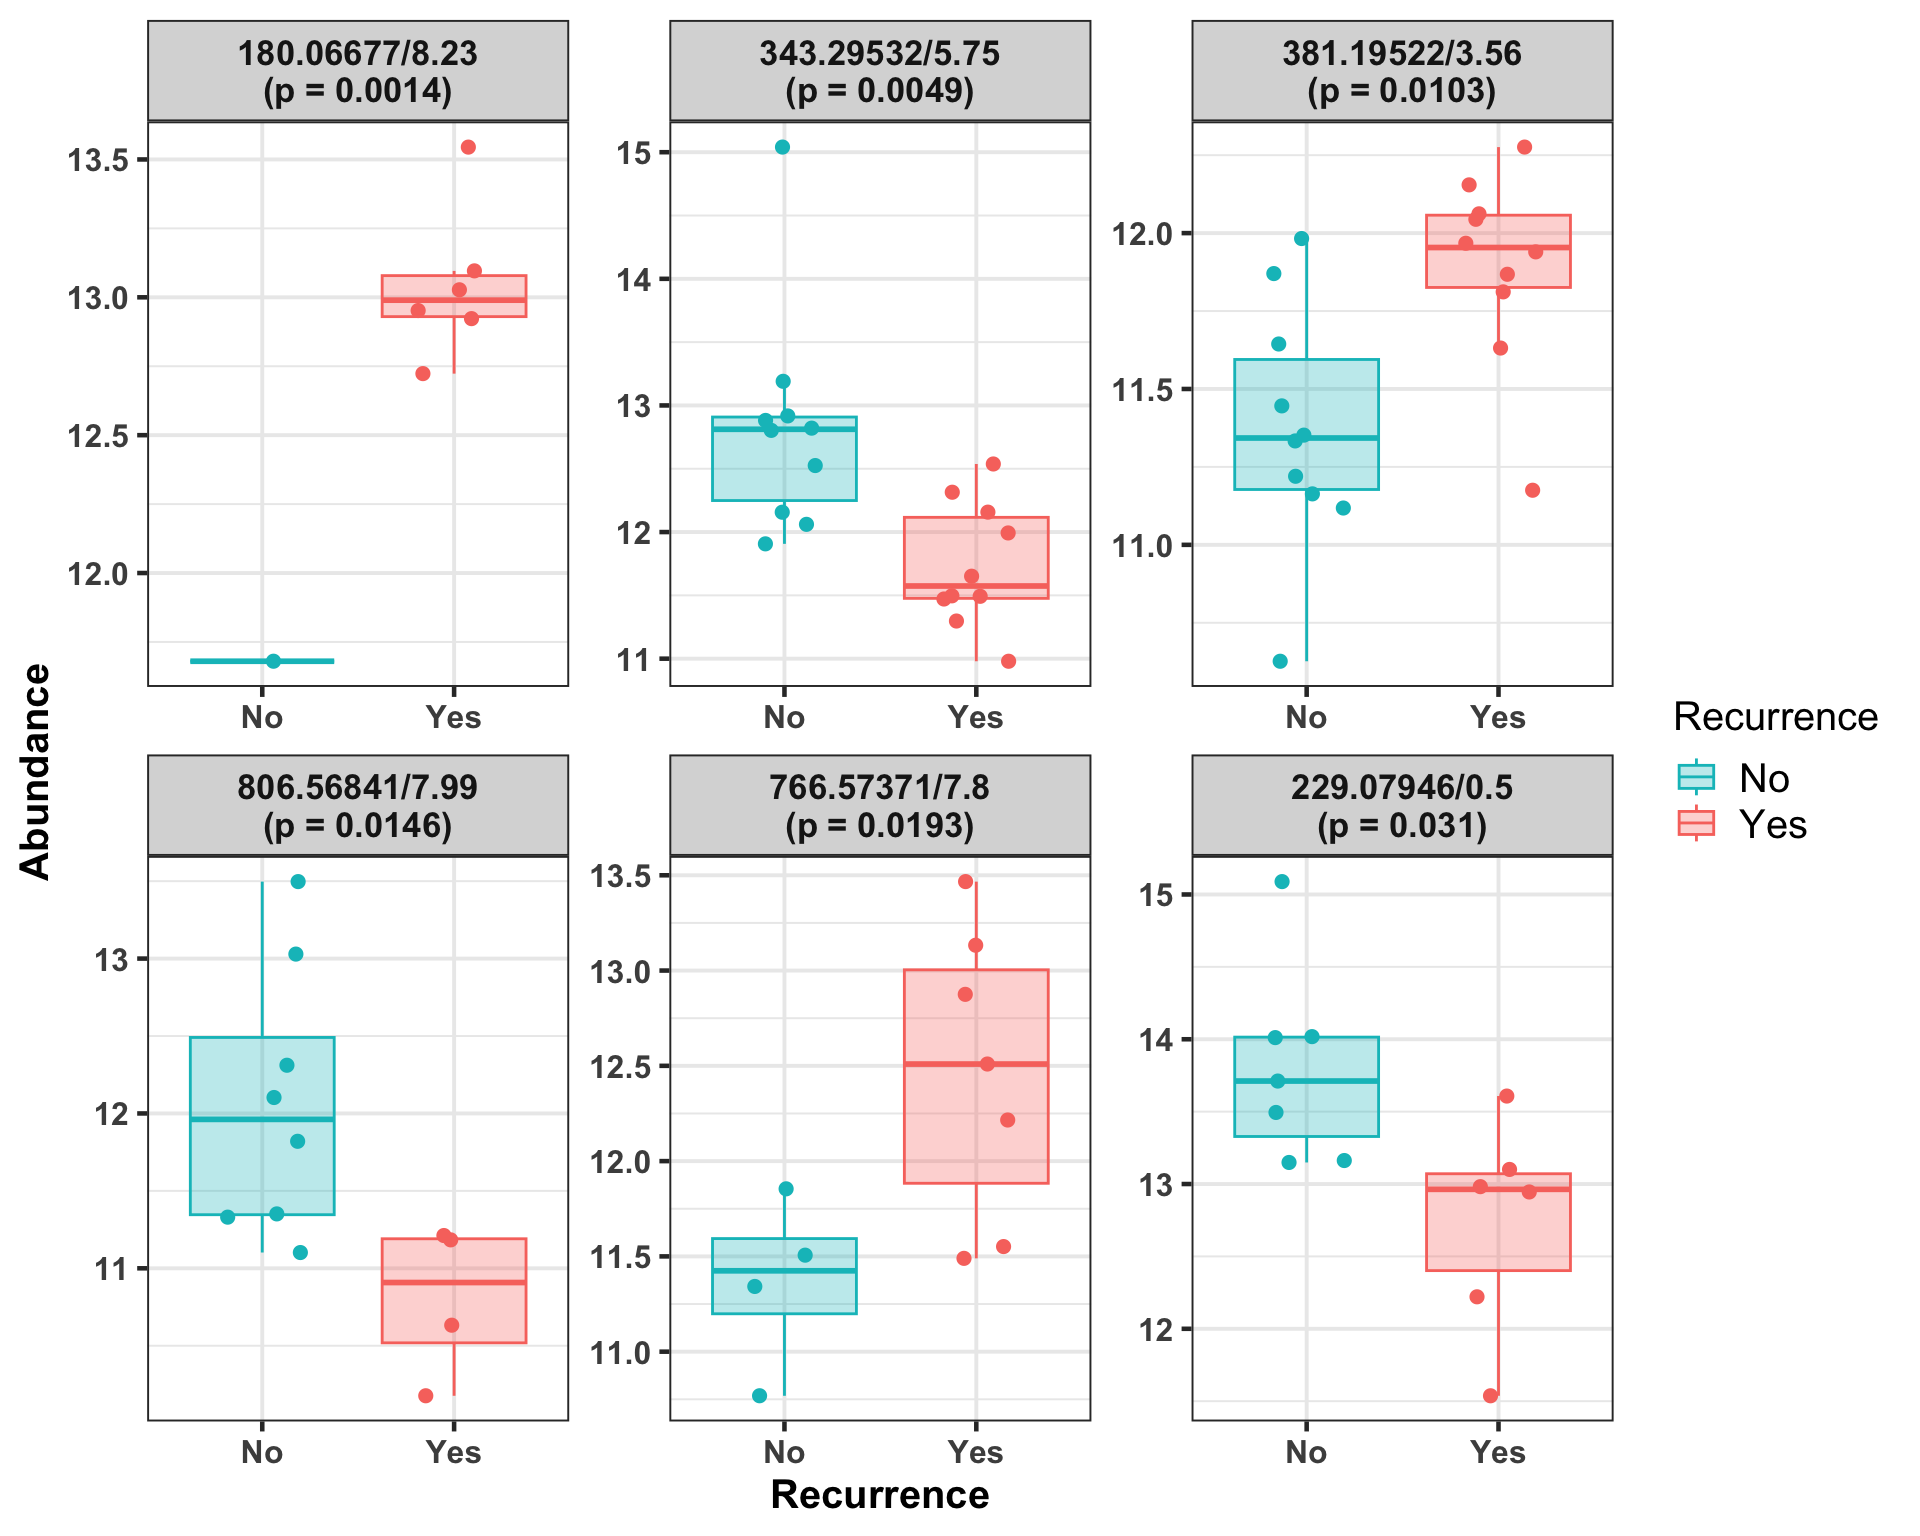 180.06677/8.23
(p = 0.0014)
343.29532/5.75
(p = 0.0049)
381.19522/3.56
(p = 0.0103)
13.5
13.0
12.5
12.0
15
14
13
12
11
12.0
11.5
11.0
No
Yes
No
Yes
No
Yes
806.56841/7.99
(p = 0.0146)
766.57371/7.8
(p = 0.0193)
229.07946/0.5
(p = 0.031)
13
12
11
13.5
13.0
12.5
12.0
11.5
11.0
15
14
13
12
No
Yes
No
Yes
No
Yes
Abundance
Recurrence
Recurrence
No
Yes